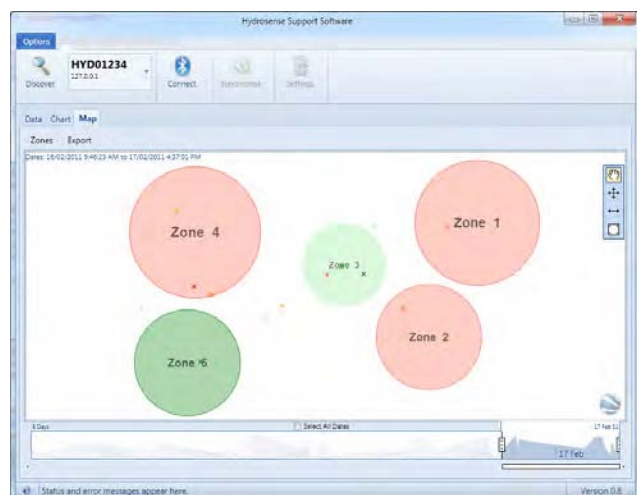 Hydrosense Support Software
Options
HYD01234
127.0.0.1
Discover
Connect
Synchronise
Settings
Data Chart Map
Zones Export
Dates: 16/02/2011 9:46:23 AM to 17/02/2011 4:37:01 PM
Zone 4
Zone 1
Zone 3
Zone 2
Zone 6
Select All Dates
17 Feb
Status and error messages appear here.
Version 0.8